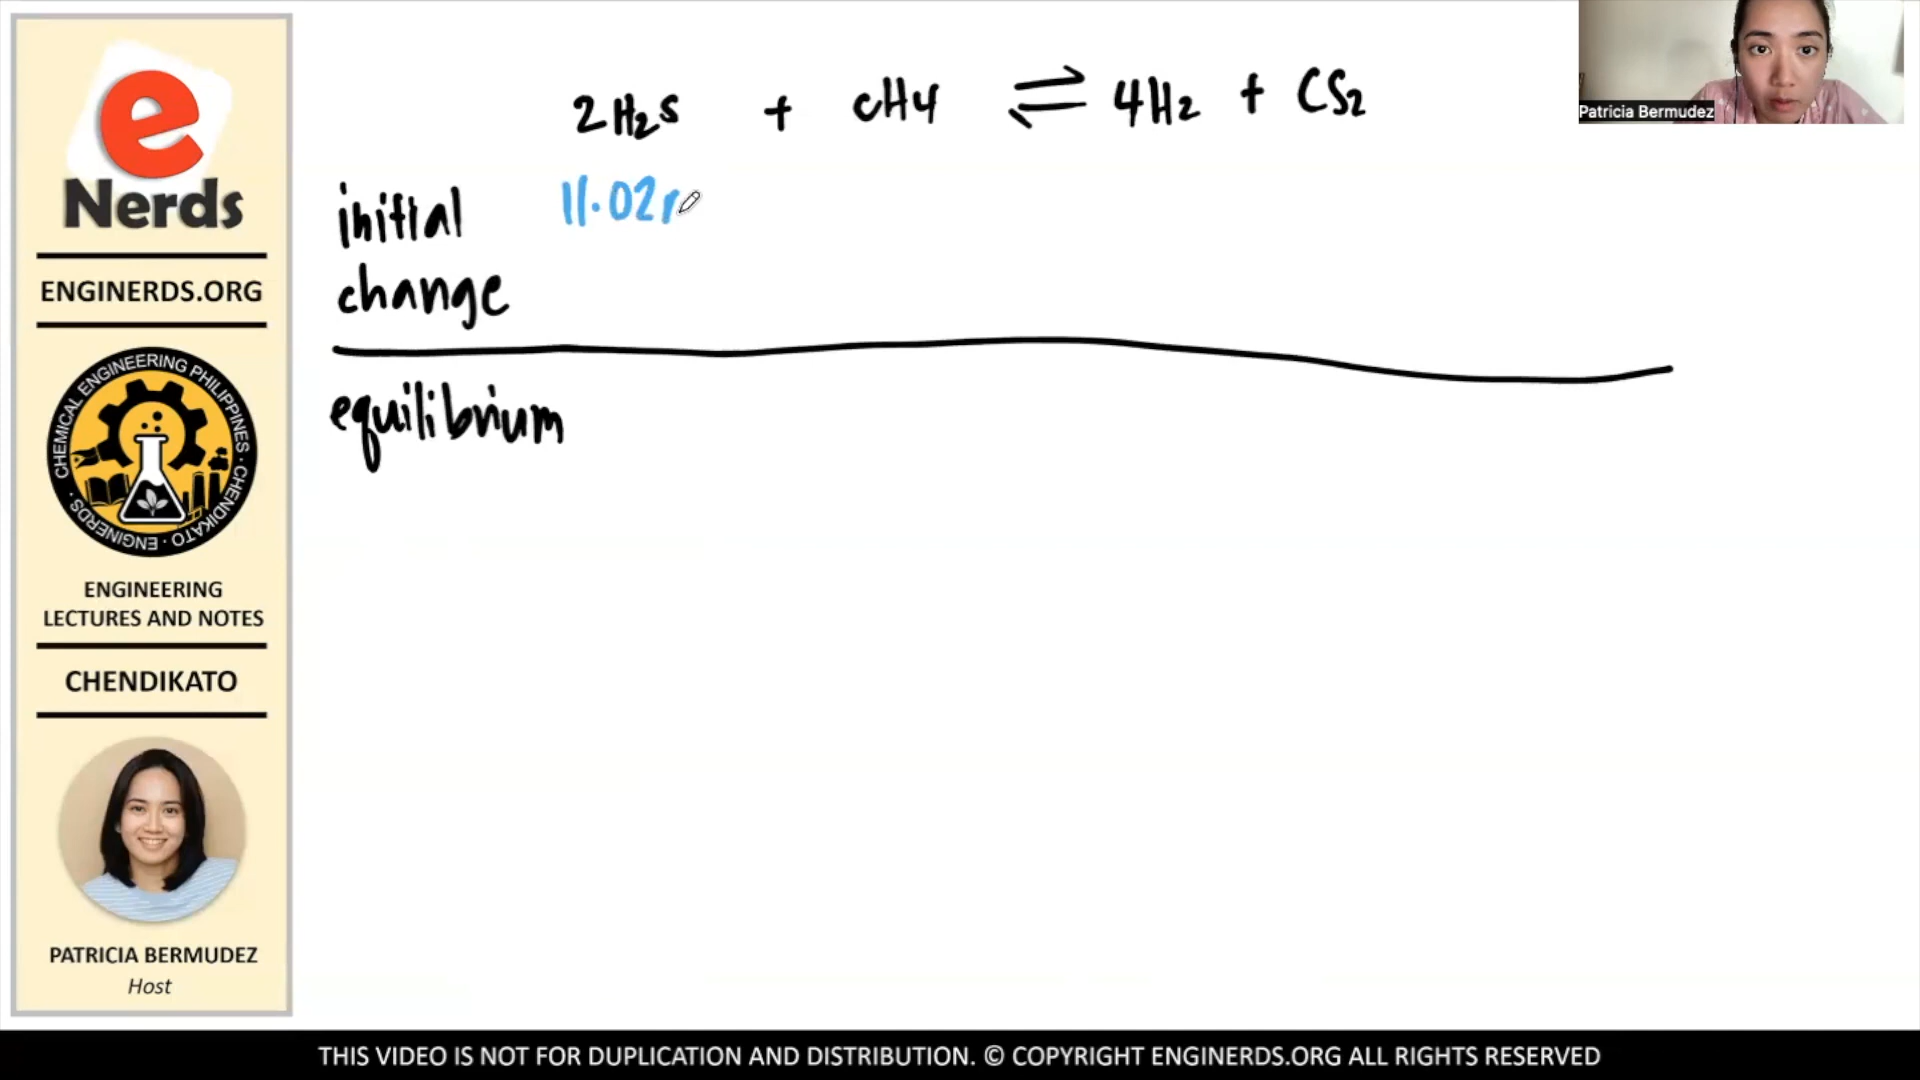 e
Nerds
ENGINERDS.ORG
CHEMICAL ENGINEERING PHILIPPINES · CHENDIKATO · ENGINERDS ·
ENGINEERING
LECTURES AND NOTES
CHENDIKATO
PATRICIA BERMUDEZ
Host
2H2S + CH4 ⇌ 4H2 + CS2
initial 11.02
change
equilibrium
Patricia Bermudez
THIS VIDEO IS NOT FOR DUPLICATION AND DISTRIBUTION. © COPYRIGHT ENGINERDS.ORG ALL RIGHTS RESERVED